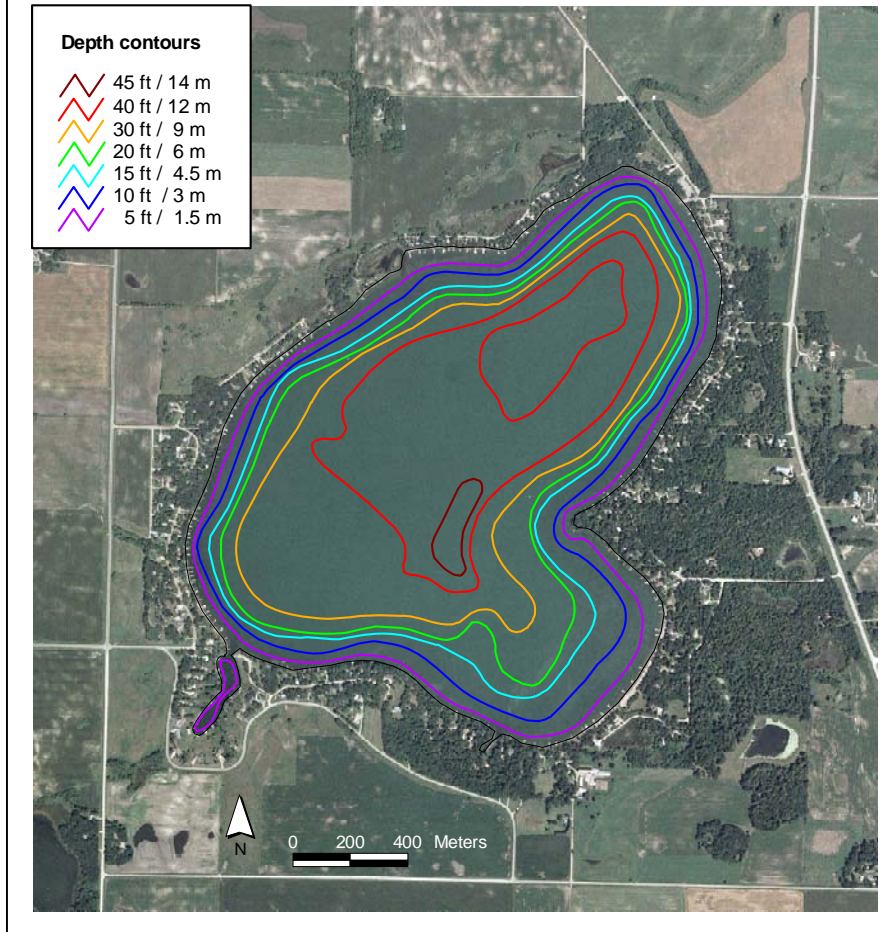 Depth contours
45 ft / 14 m
40 ft / 12 m
30 ft / 9 m
20 ft / 6 m
15 ft / 4.5 m
10 ft / 3 m
5 ft / 1.5 m
N
0 200 400 Meters